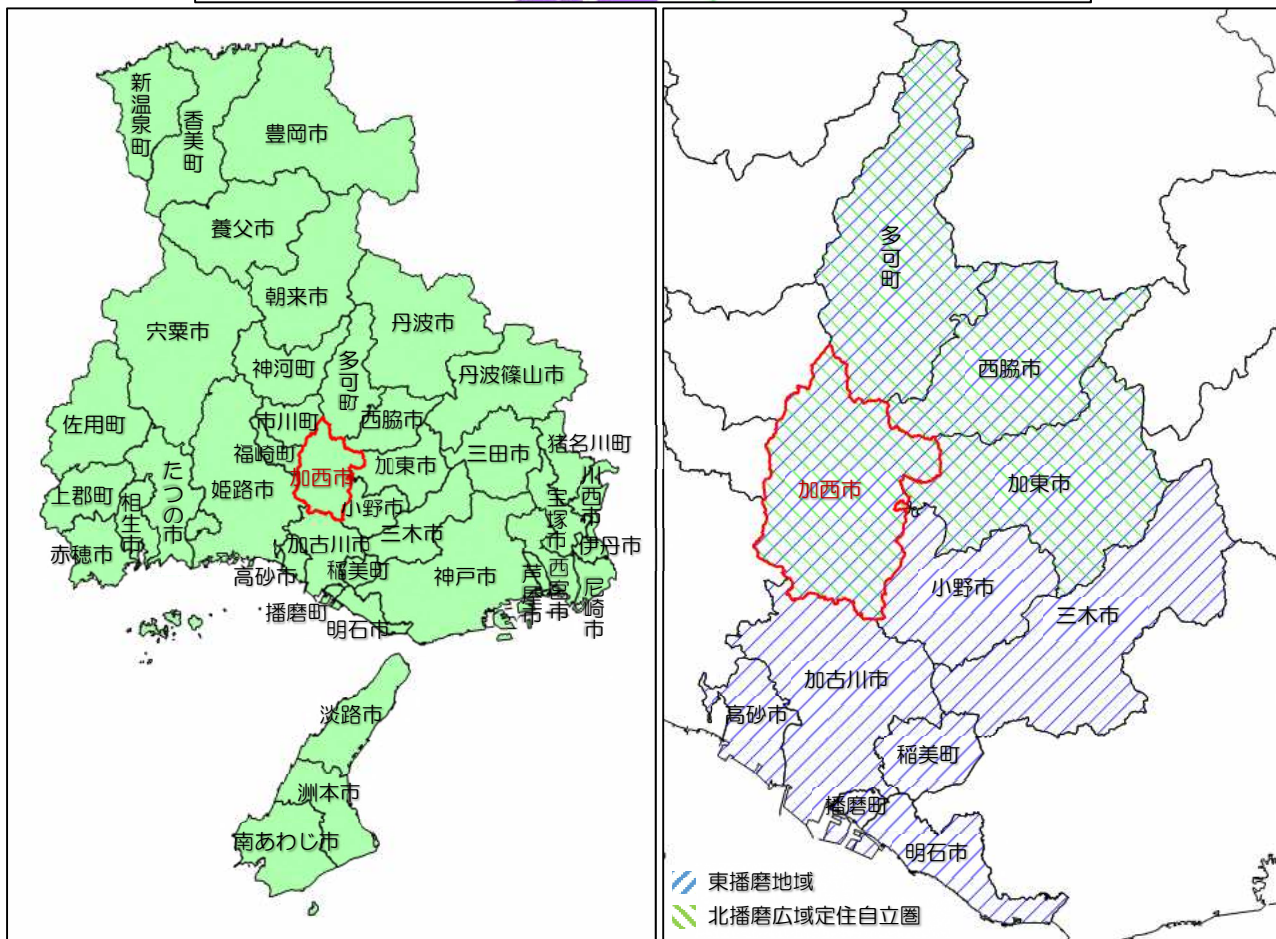 新温泉町
香美町
豊岡市
養父市
朝来市
宍粟市
丹波市
神河町
多可町
丹波篠山市
佐用町
市川町
西脇市
猪名川町
福崎町
加西市
加東市
三田市
上郡町
相生市
たつの市
姫路市
小野市
宝塚市
川西市
赤穂市
加古川市
三木市
伊丹市
高砂市
稲美町
神戸市
芦屋市
西宮市
尼崎市
播磨町
明石市
淡路市
洲本市
南あわじ市
多可町
西脇市
加西市
加東市
小野市
三木市
加古川市
高砂市
稲美町
播磨町
明石市
東播磨地域
北播磨広域定住自立圏